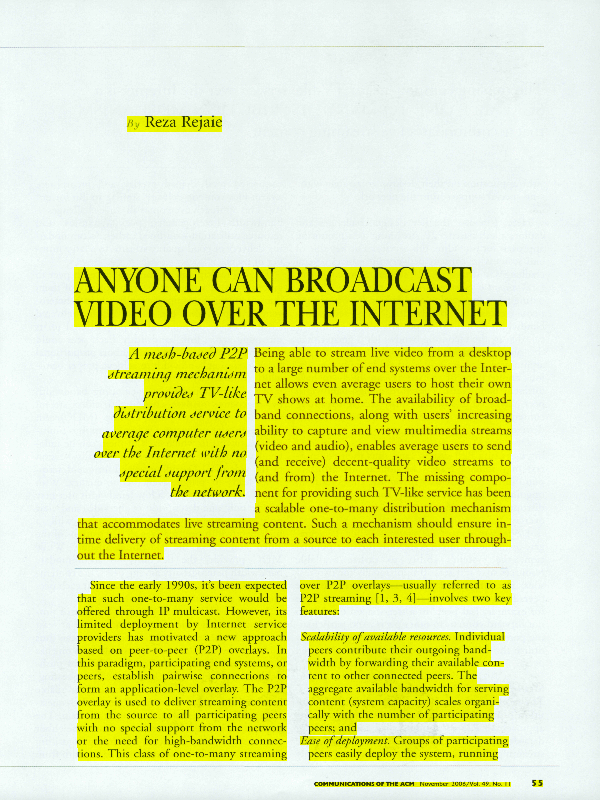 By Reza Rejaie
ANYONE CAN BROADCAST
VIDEO OVER THE INTERNET
A mesh-based P2P
streaming mechanism
provides TV-like
distribution service to
average computer users
over the Internet with no
special support from
the network.
Being able to stream live video from a desktop
to a large number of end systems over the Inter-
net allows even average users to host their own
TV shows at home. The availability of broad-
band connections, along with users' increasing
ability to capture and view multimedia streams
(video and audio), enables average users to send
(and receive) decent-quality video streams to
(and from) the Internet. The missing compo-
nent for providing such TV-like service has been
a scalable one-to-many distribution mechanism
that accommodates live streaming content. Such a mechanism should ensure in-
time delivery of streaming content from a source to each interested user through-
out the Internet.
Since the early 1990s, it's been expected
that such one-to-many service would be
offered through IP multicast. However, its
limited deployment by Internet service
providers has motivated a new approach
based on peer-to-peer (P2P) overlays. In
this paradigm, participating end systems, or
peers, establish pairwise connections to
form an application-level overlay. The P2P
overlay is used to deliver streaming content
from the source to all participating peers
with no special support from the network
or the need for high-bandwidth connec-
tions. This class of one-to-many streaming
over P2P overlays—usually referred to as
P2P streaming [1, 3, 4]—involves two key
features:
Scalability of available resources. Individual
peers contribute their outgoing band-
width by forwarding their available con-
tent to other connected peers. The
aggregate available bandwidth for serving
content (system capacity) scales organi-
cally with the number of participating
peers; and
Ease of deployment. Groups of participating
peers easily deploy the system, running
COMMUNICATIONS OF THE ACM November 2006/Vol. 49, No. 11 55